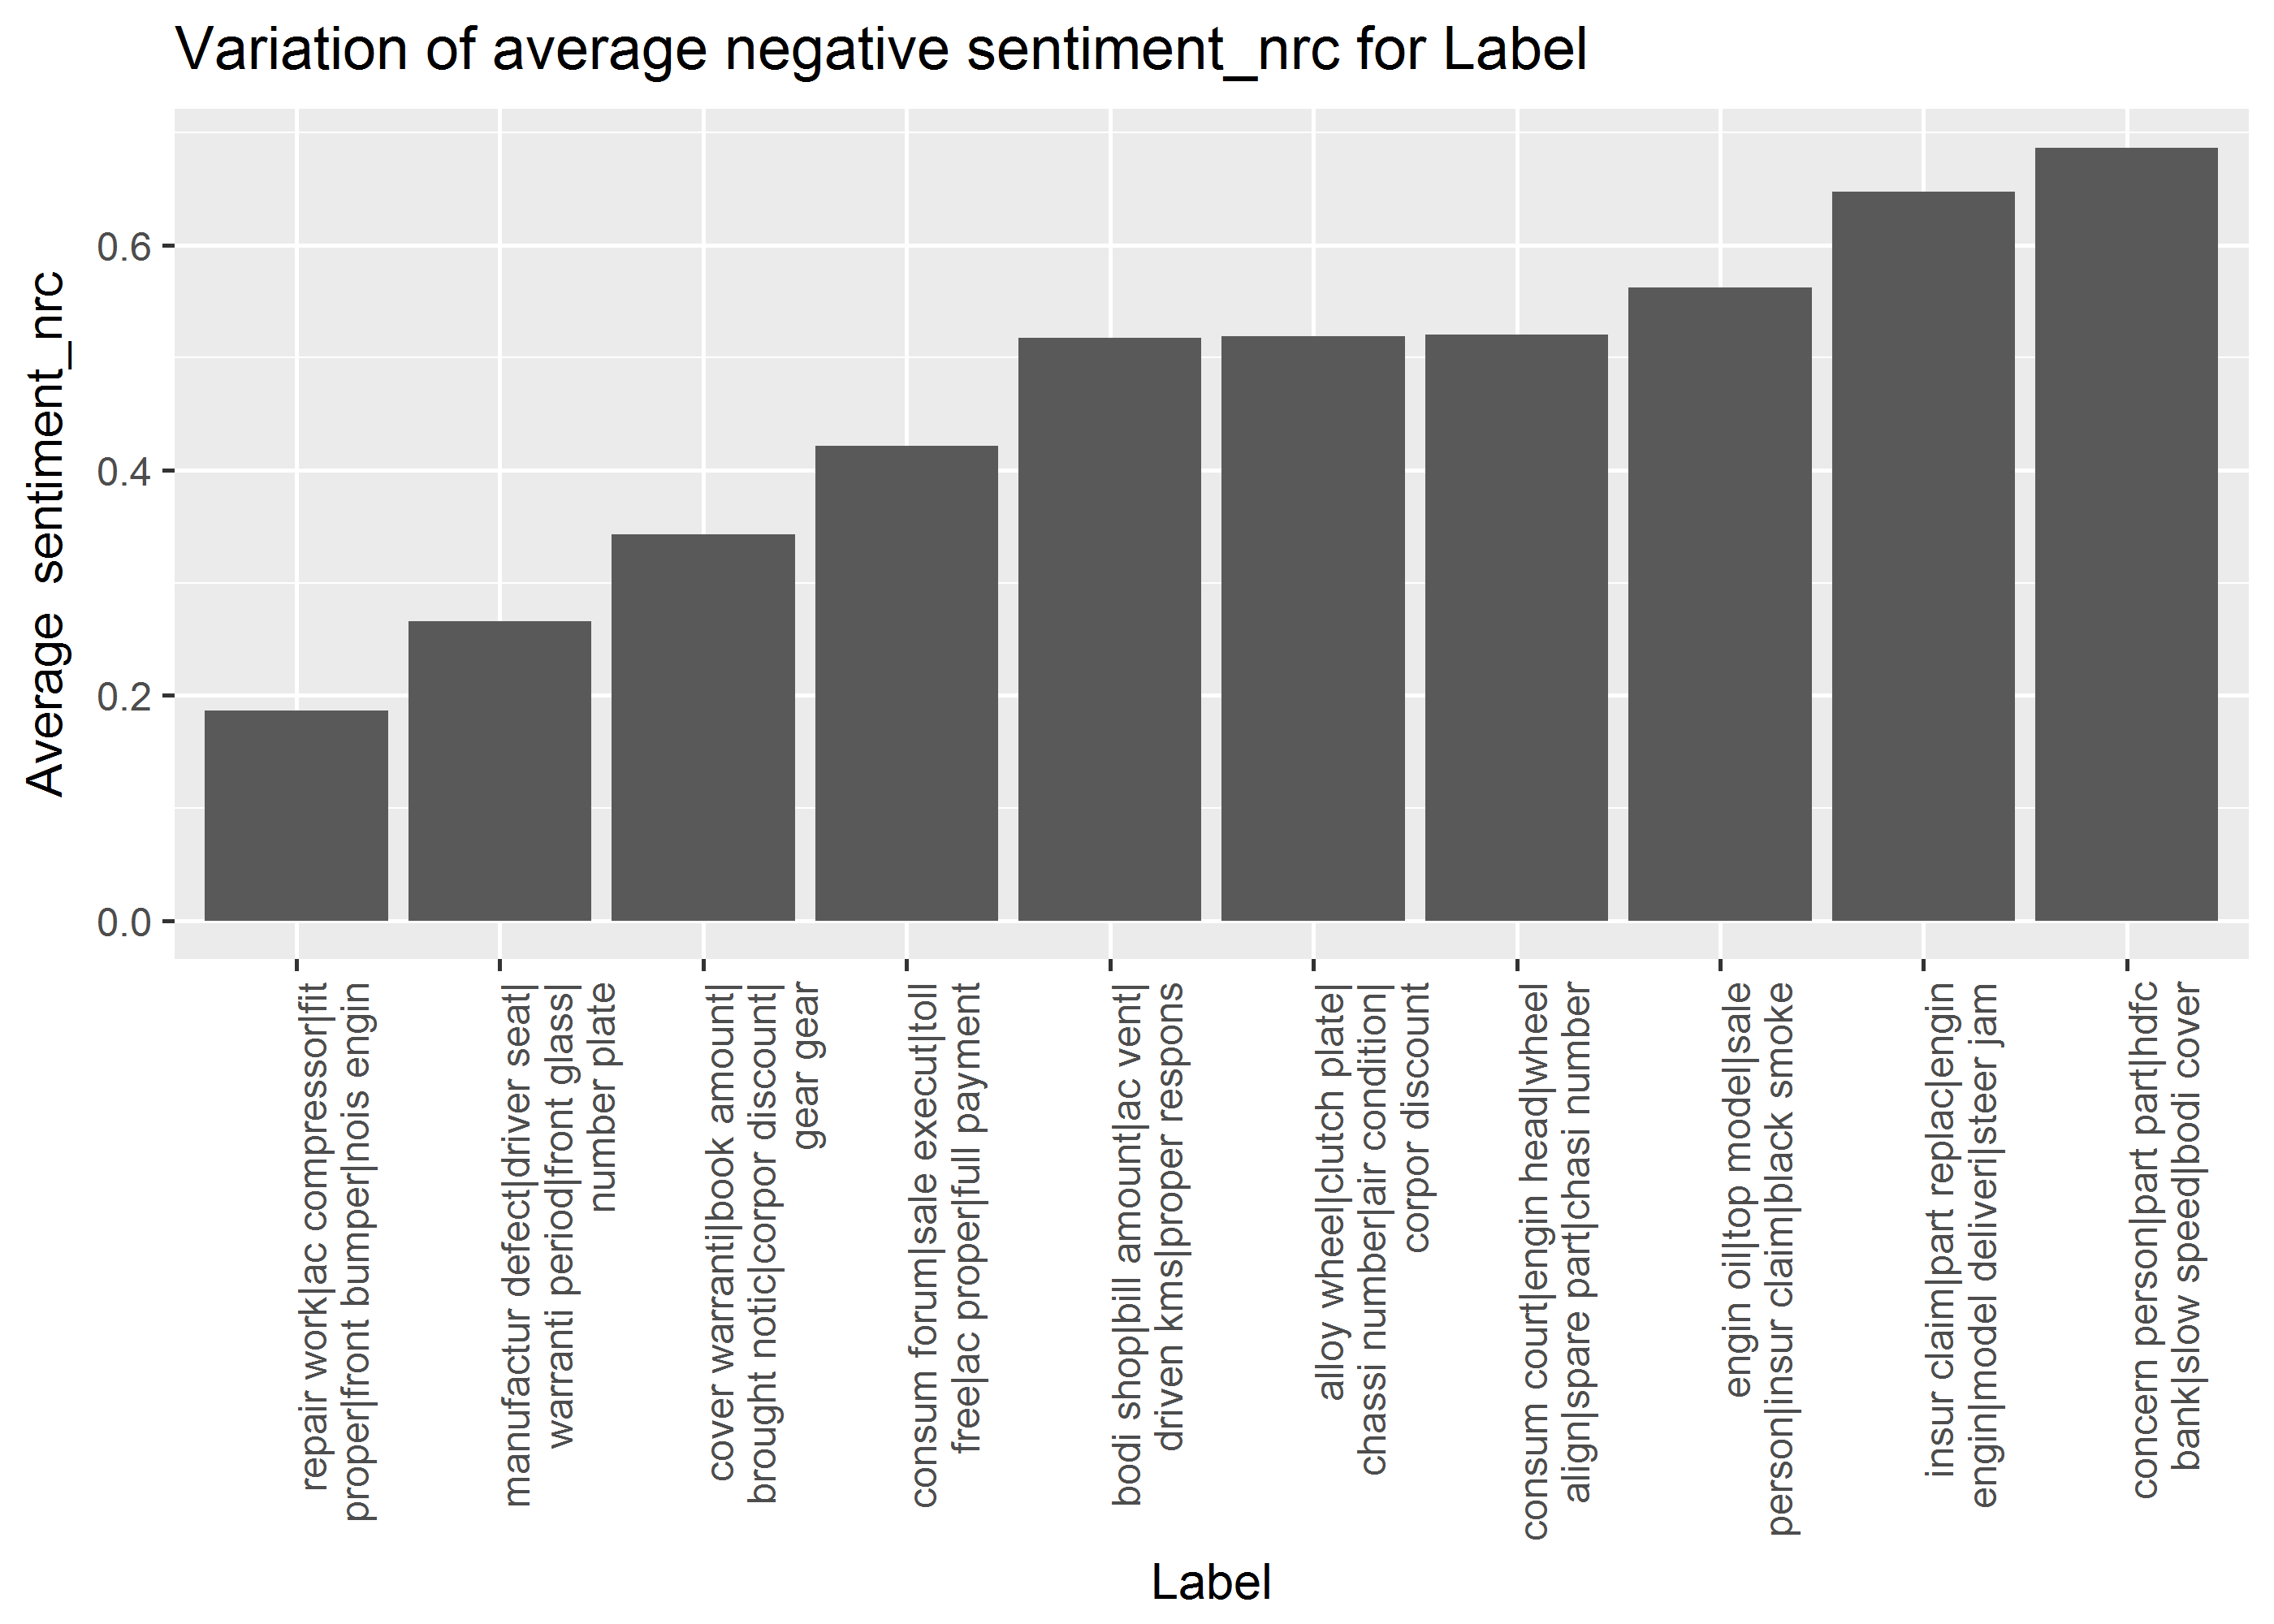 Variation of average negative sentiment_nrc for Label
Average  sentiment_nrc
0.6
0.4
0.2
0.0
repair work|ac compressor|fit
proper|front bumper|nois engin
manufactur defect|driver seat|
warranti period|front glass|
number plate
cover warranti|book amount|
brought notic|corpor discount|
gear gear
consum forum|sale execut|toll
free|ac proper|full payment
bodi shop|bill amount|ac vent|
driven kms|proper respons
alloy wheel|clutch plate|
chassi number|air condition|
corpor discount
consum court|engin head|wheel
align|spare part|chasi number
engin oil|top model|sale
person|insur claim|black smoke
insur claim|part replac|engin
engin|model deliveri|steer jam
concern person|part part|hdfc
bank|slow speed|bodi cover
Label